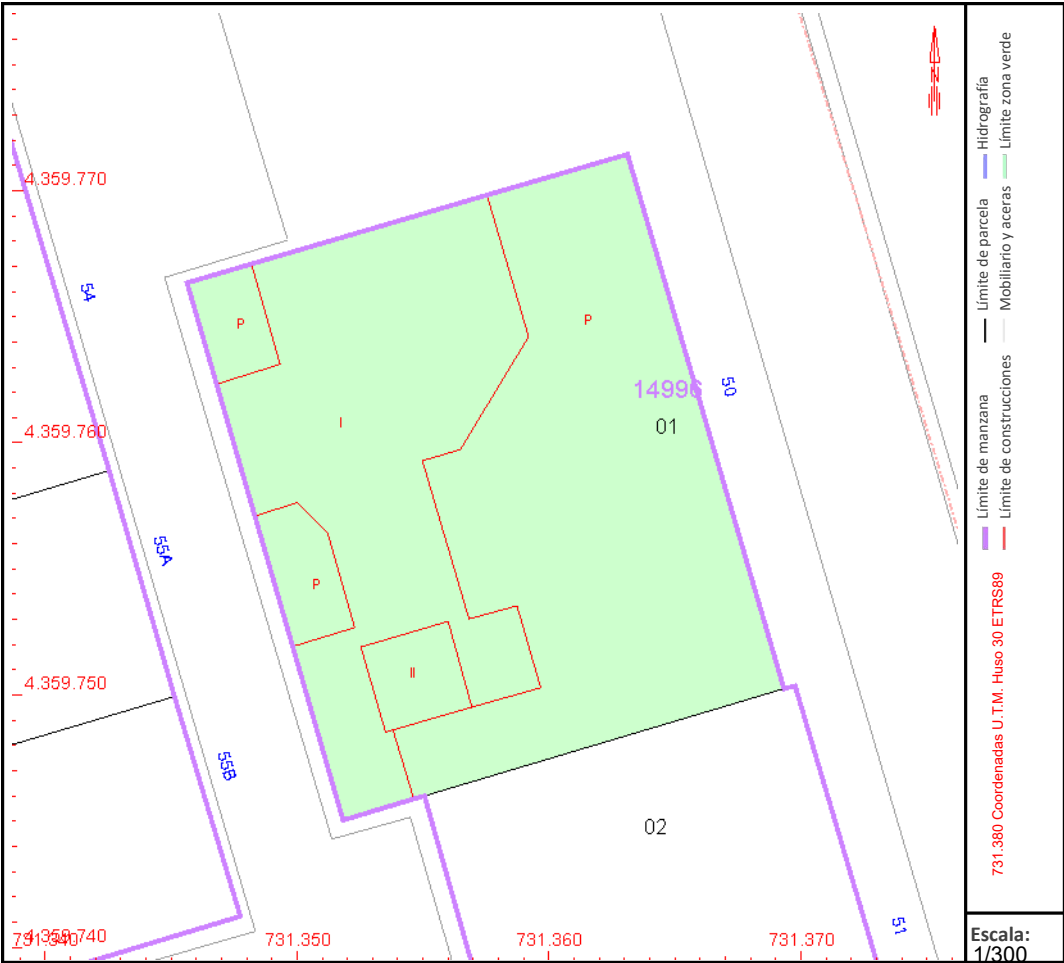 N
4.359.770
54
P
P
14996
50
01
4.359.760
I
55A
P
4.359.750
II
55B
02
51
4.359.740
731.340
731.350
731.360
731.370
Hidrografía
Límite zona verde
Límite de parcela
Mobiliario y aceras
Límite de manzana
Límite de construcciones
731.380 Coordenadas U.T.M. Huso 30 ETRS89
Escala:
1/300